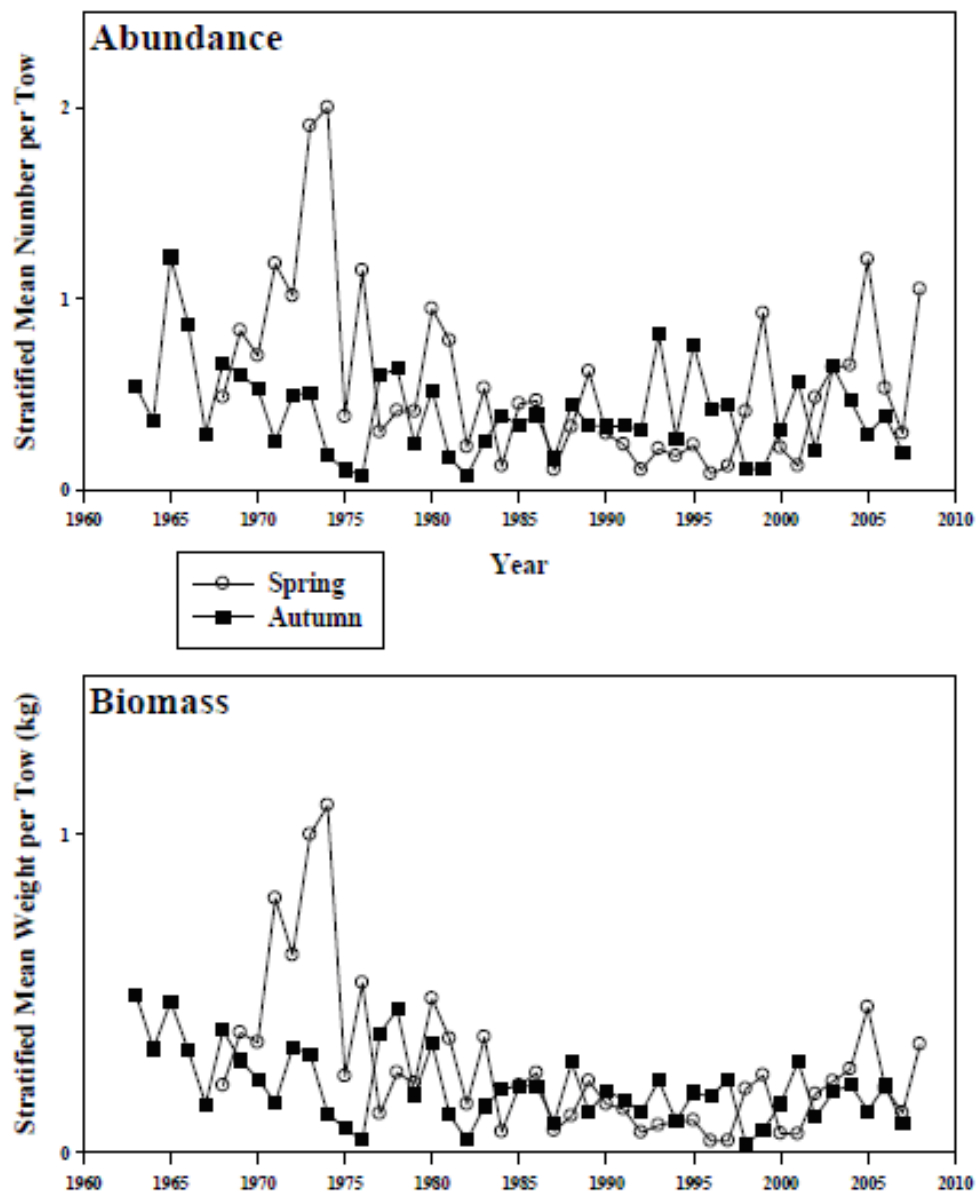 Abundance
Stratified Mean Number per Tow
2
1
0
1960 1965 1970 1975 1980 1985 1990 1995 2000 2005 2010
Year
Spring
Autumn
Biomass
Stratified Mean Weight per Tow (kg)
1
0
1960 1965 1970 1975 1980 1985 1990 1995 2000 2005 2010